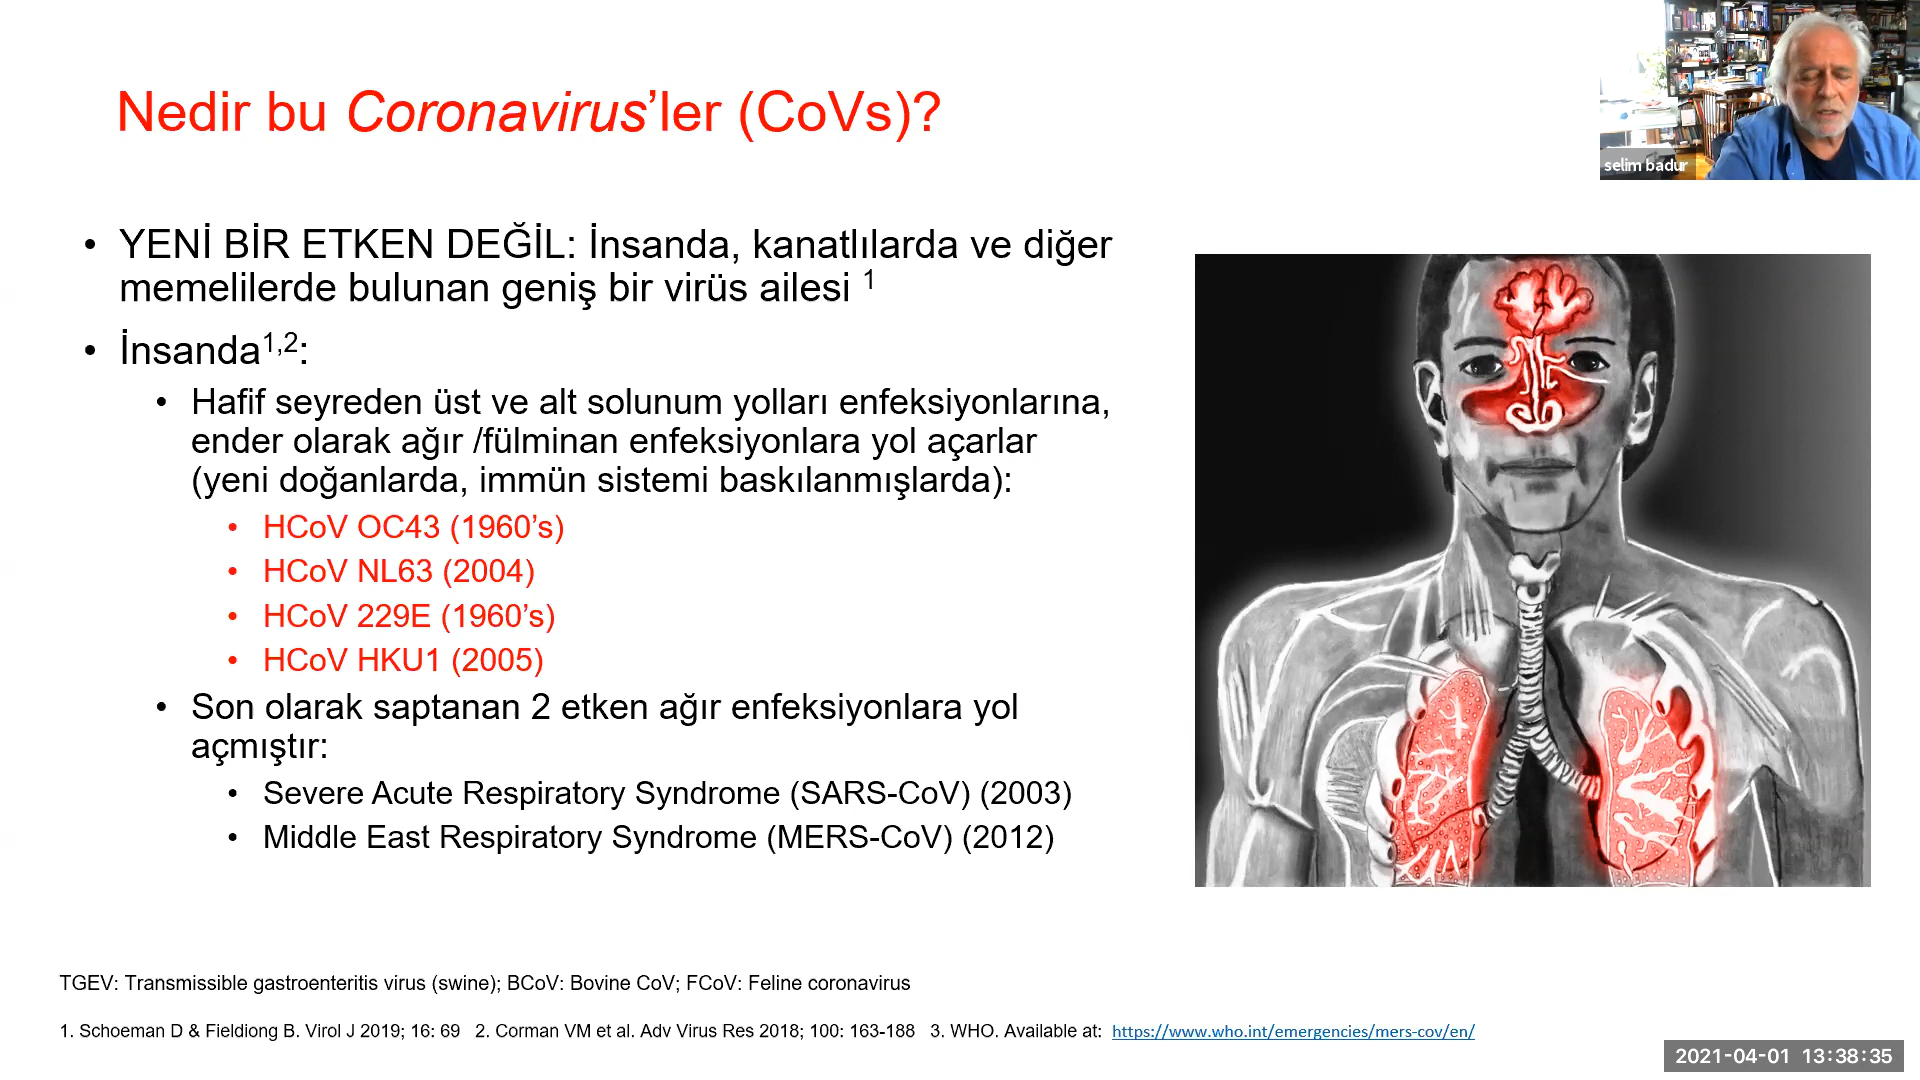 Nedir bu Coronavirus’ler (CoVs)?
selim badur
• YENİ BİR ETKEN DEĞİL: İnsanda, kanatlılarda ve diğer
memelilerde bulunan geniş bir virüs ailesi 1
• İnsanda1,2:
• Hafif seyreden üst ve alt solunum yolları enfeksiyonlarına,
ender olarak ağır /fülminan enfeksiyonlara yol açarlar
(yeni doğanlarda, immün sistemi baskılanmışlarda):
• HCoV OC43 (1960’s)
• HCoV NL63 (2004)
• HCoV 229E (1960’s)
• HCoV HKU1 (2005)
• Son olarak saptanan 2 etken ağır enfeksiyonlara yol
açmıştır:
• Severe Acute Respiratory Syndrome (SARS-CoV) (2003)
• Middle East Respiratory Syndrome (MERS-CoV) (2012)
TGEV: Transmissible gastroenteritis virus (swine); BCoV: Bovine CoV; FCoV: Feline coronavirus
1. Schoeman D & Fieldiong B. Virol J 2019; 16: 69 2. Corman VM et al. Adv Virus Res 2018; 100: 163-188 3. WHO. Available at: https://www.who.int/emergencies/mers-cov/en/
2021-04-01 13:38:35